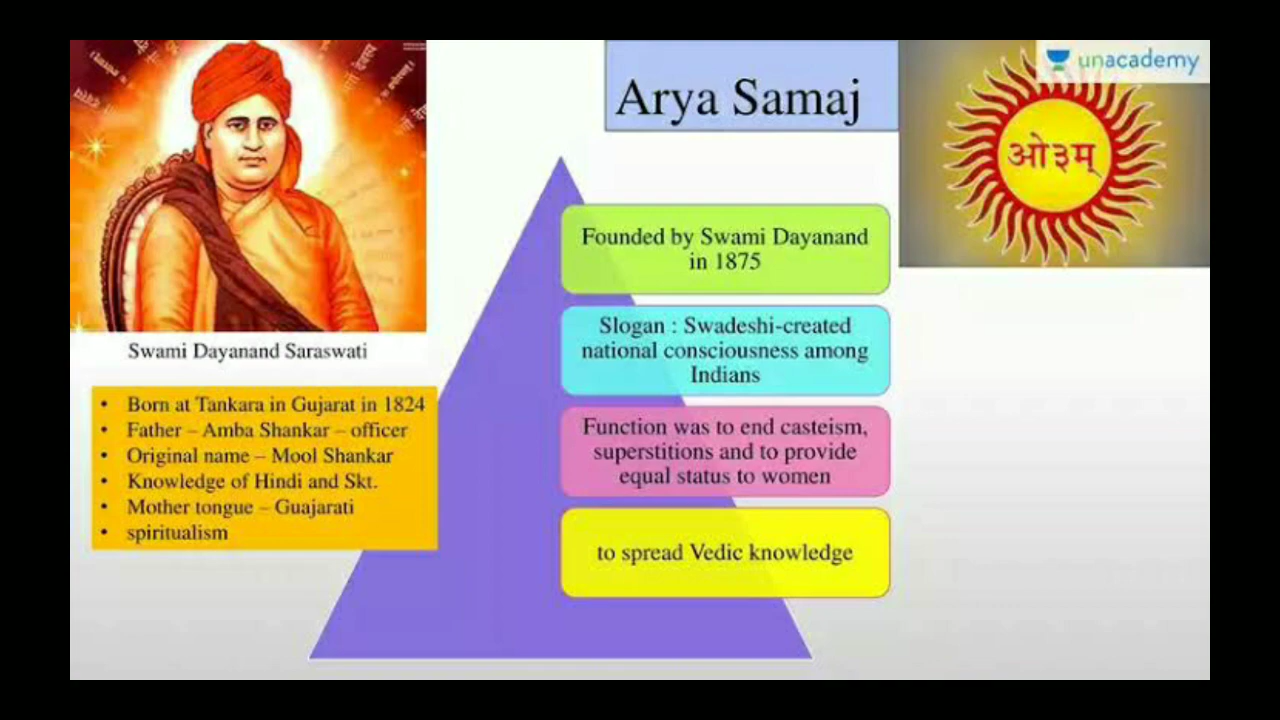 unacademy
Arya Samaj
ओ३म्
Swami Dayanand Saraswati
• Born at Tankara in Gujarat in 1824
• Father – Amba Shankar – officer
• Original name – Mool Shankar
• Knowledge of Hindi and Skt.
• Mother tongue – Guajarati
• spiritualism
Founded by Swami Dayanand
in 1875
Slogan : Swadeshi-created
national consciousness among
Indians
Function was to end casteism,
superstitions and to provide
equal status to women
to spread Vedic knowledge